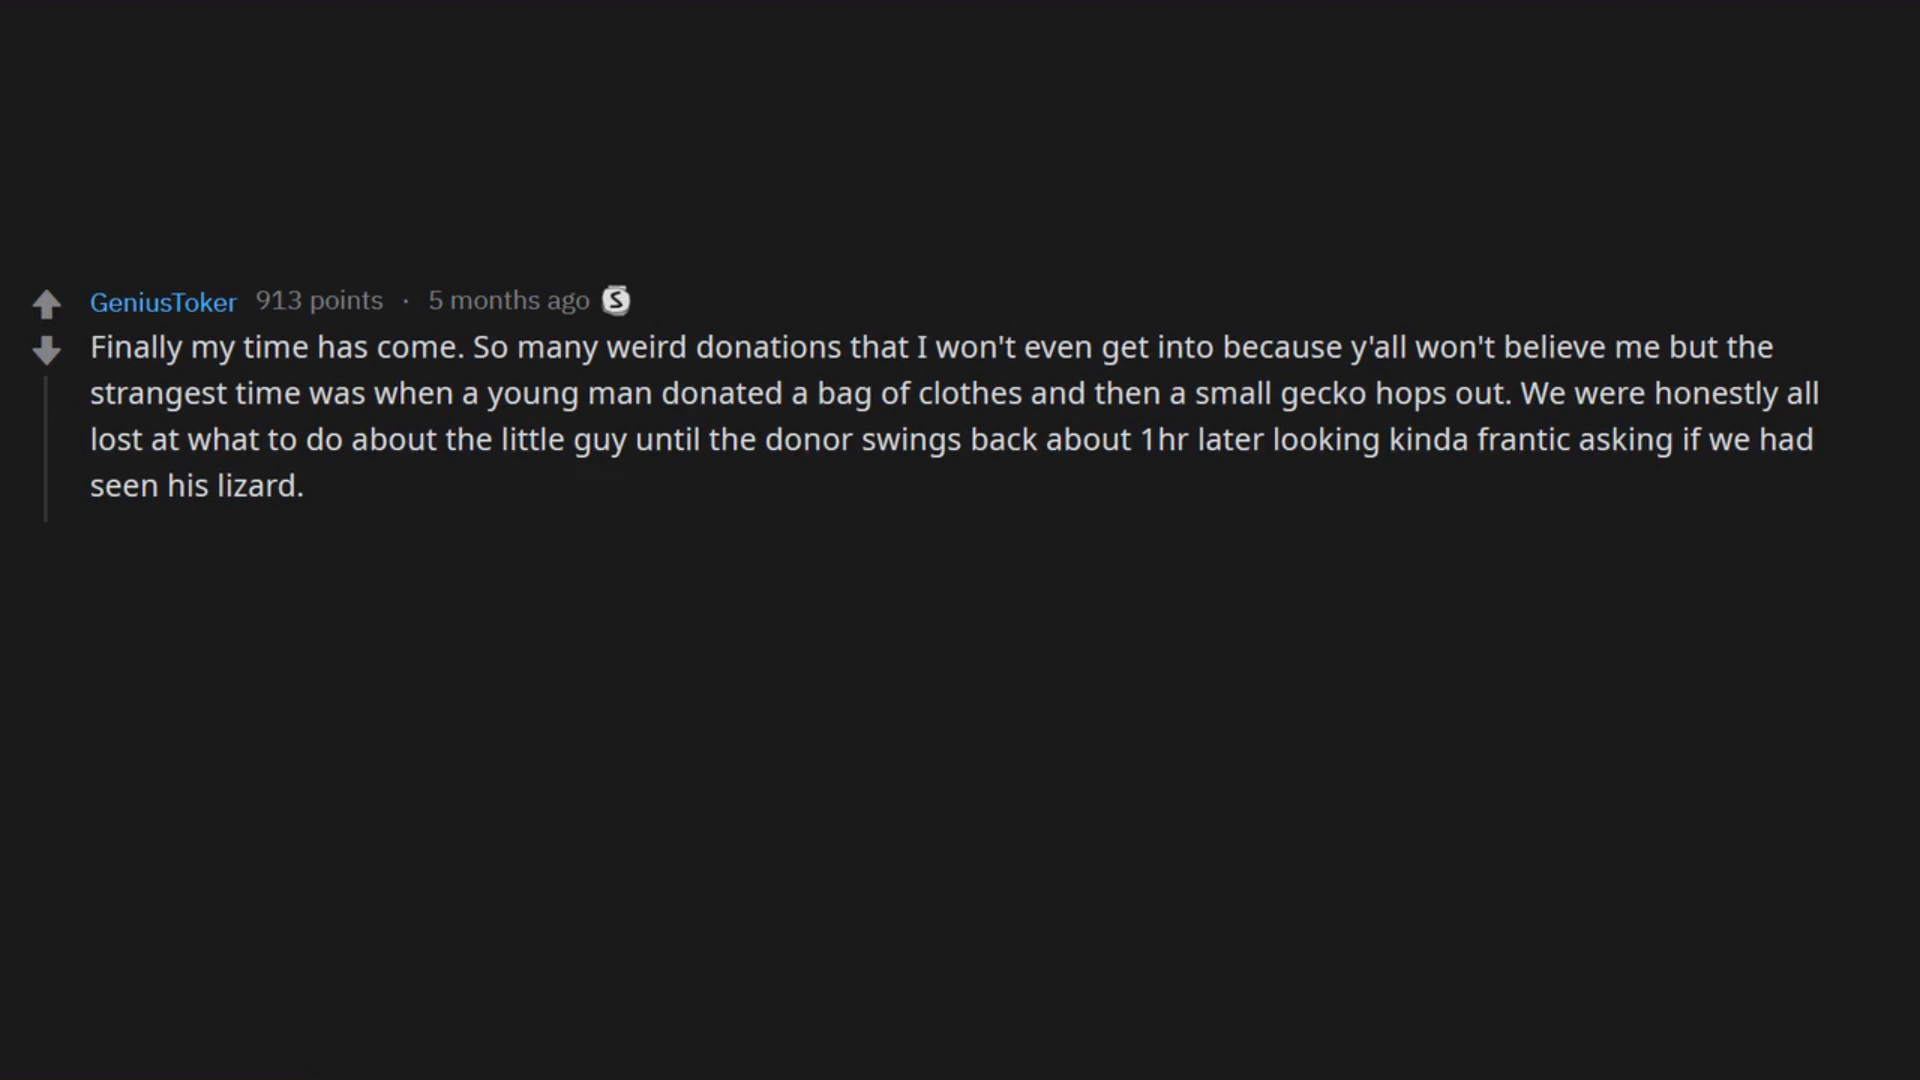 GeniusToker 913 points · 5 months ago S
Finally my time has come. So many weird donations that I won't even get into because y'all won't believe me but the
strangest time was when a young man donated a bag of clothes and then a small gecko hops out. We were honestly all
lost at what to do about the little guy until the donor swings back about 1hr later looking kinda frantic asking if we had
seen his lizard.